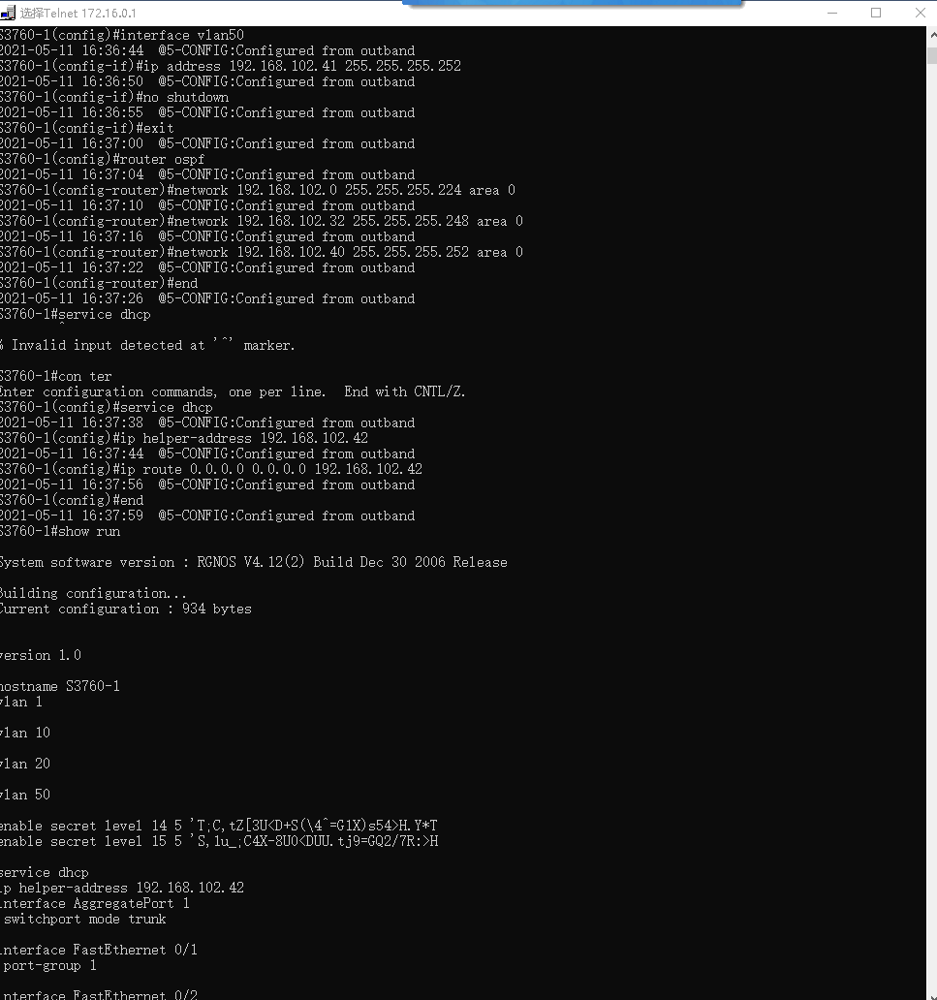 选择Telnet 172.16.0.1
S3760-1(config)#interface vlan50
2021-05-11 16:36:44  @5-CONFIG:Configured from outband
S3760-1(config-if)#ip address 192.168.102.41 255.255.255.252
2021-05-11 16:36:50  @5-CONFIG:Configured from outband
S3760-1(config-if)#no shutdown
2021-05-11 16:36:55  @5-CONFIG:Configured from outband
S3760-1(config-if)#exit
2021-05-11 16:37:00  @5-CONFIG:Configured from outband
S3760-1(config)#router ospf
2021-05-11 16:37:04  @5-CONFIG:Configured from outband
S3760-1(config-router)#network 192.168.102.0 255.255.255.224 area 0
2021-05-11 16:37:10  @5-CONFIG:Configured from outband
S3760-1(config-router)#network 192.168.102.32 255.255.255.248 area 0
2021-05-11 16:37:16  @5-CONFIG:Configured from outband
S3760-1(config-router)#network 192.168.102.40 255.255.255.252 area 0
2021-05-11 16:37:22  @5-CONFIG:Configured from outband
S3760-1(config-router)#end
2021-05-11 16:37:26  @5-CONFIG:Configured from outband
S3760-1#service dhcp
^
% Invalid input detected at '^' marker.
S3760-1#con ter
Enter configuration commands, one per line.  End with CNTL/Z.
S3760-1(config)#service dhcp
2021-05-11 16:37:38  @5-CONFIG:Configured from outband
S3760-1(config)#ip helper-address 192.168.102.42
2021-05-11 16:37:44  @5-CONFIG:Configured from outband
S3760-1(config)#ip route 0.0.0.0 0.0.0.0 192.168.102.42
2021-05-11 16:37:56  @5-CONFIG:Configured from outband
S3760-1(config)#end
2021-05-11 16:37:59  @5-CONFIG:Configured from outband
S3760-1#show run
System software version : RGNOS V4.12(2) Build Dec 30 2006 Release
Building configuration...
Current configuration : 934 bytes
version 1.0
hostname S3760-1
vlan 1
vlan 10
vlan 20
vlan 50
enable secret level 14 5 'T;C,tZ[3U<D+S(\4^=G1X)s54>H.Y*T
enable secret level 15 5 'S,1u_;C4X-8U0<DUU.tj9=GQ2/7R:>H
service dhcp
ip helper-address 192.168.102.42
interface AggregatePort 1
switchport mode trunk
interface FastEthernet 0/1
port-group 1
interface FastEthernet 0/2